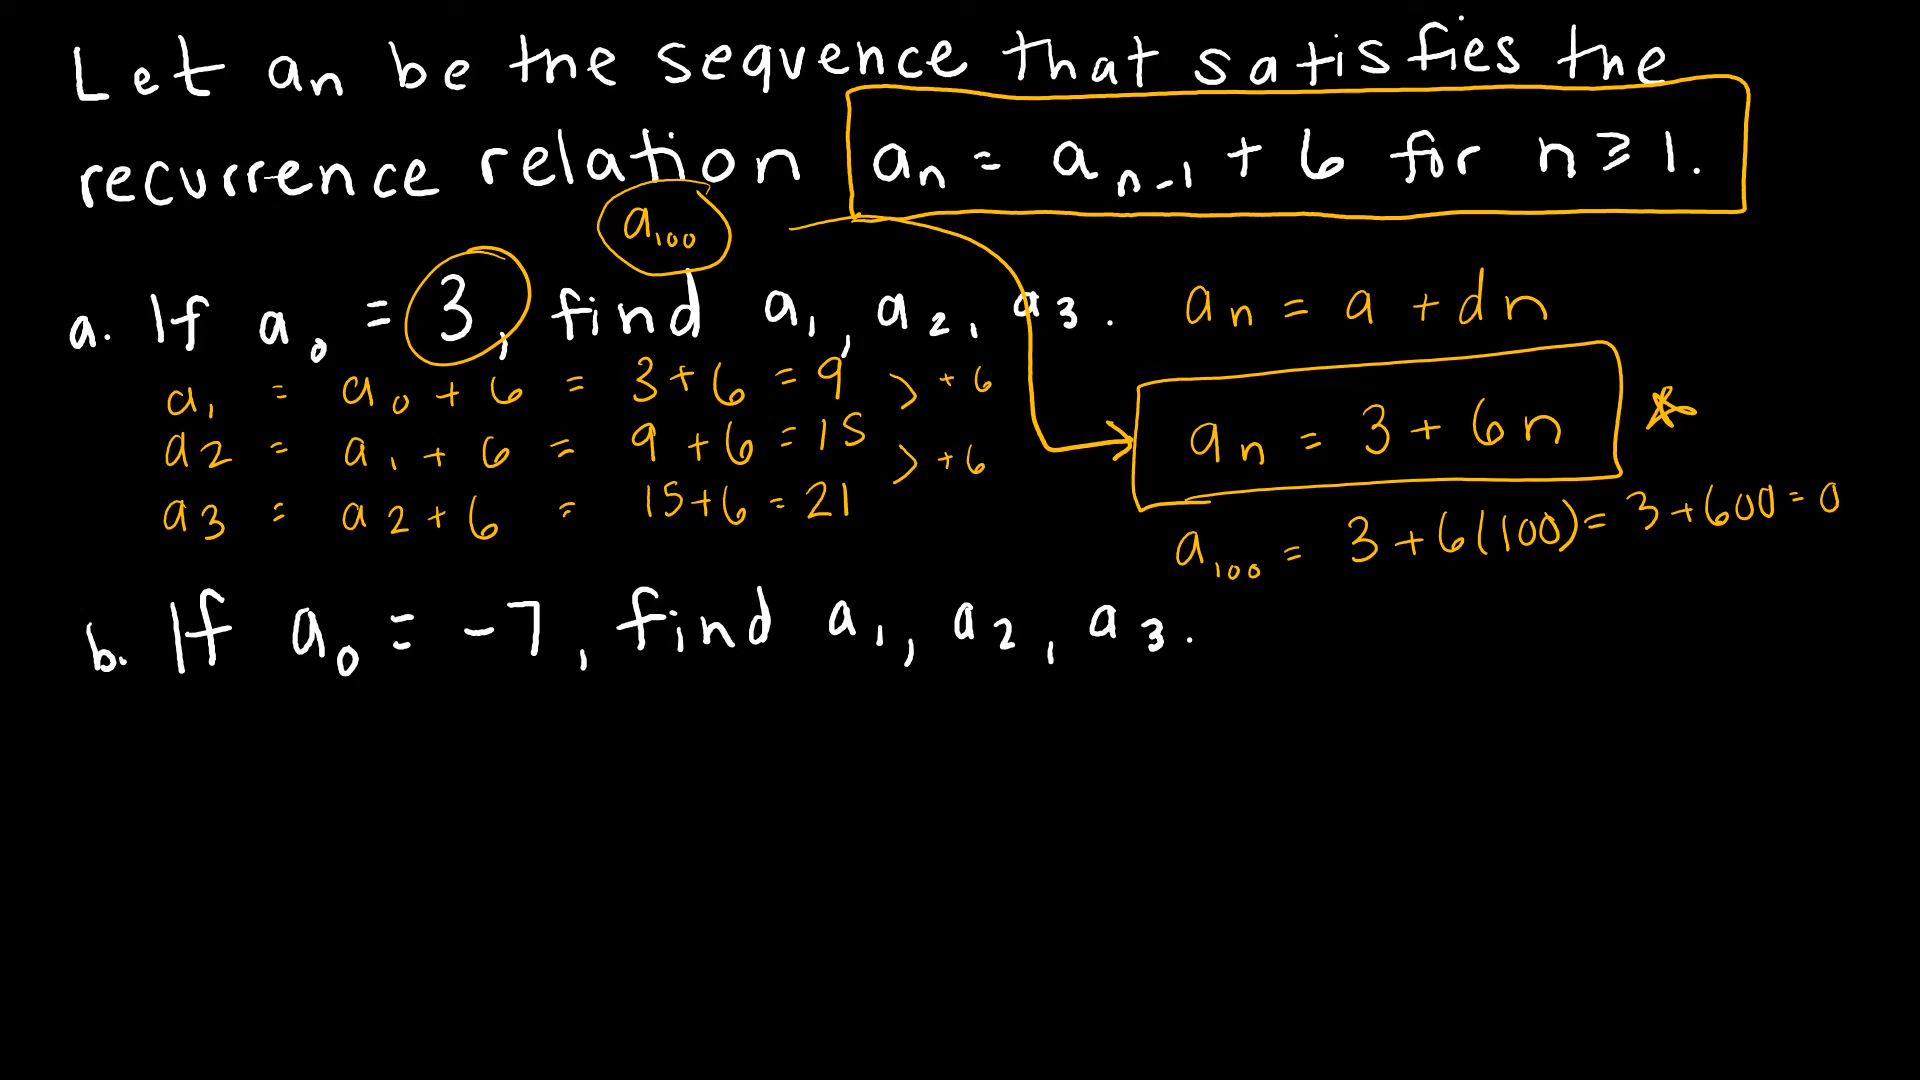 Let an be the sequence that satisfies the
recurrence relation an = an-1 + 6 for n ≥ 1.
a100
a. If a0 = 3, find a1, a2, a3.
an = a + dn
a1 = a0 + 6 = 3 + 6 = 9 > + 6
a2 = a1 + 6 = 9 + 6 = 15 > + 6
a3 = a2 + 6 = 15 + 6 = 21
an = 3 + 6n
a100 = 3 + 6(100) = 3 + 600 = 0
b. If a0 = -7, find a1, a2, a3.